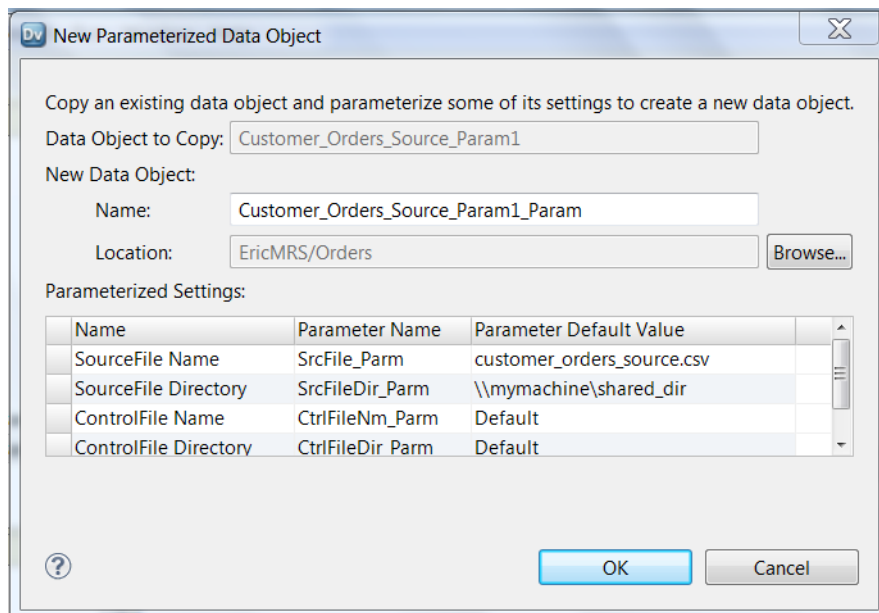 Dv New Parameterized Data Object
Copy an existing data object and parameterize some of its settings to create a new data object.
Data Object to Copy: Customer_Orders_Source_Param1
New Data Object:
Name: Customer_Orders_Source_Param1_Param
Location: EricMRS/Orders Browse...
Parameterized Settings:
Name Parameter Name Parameter Default Value
SourceFile Name SrcFile_Parm customer_orders_source.csv
SourceFile Directory SrcFileDir_Parm \\mymachine\shared_dir
ControlFile Name CtrlFileNm_Parm Default
ControlFile Directory CtrlFileDir_Parm Default
? OK Cancel